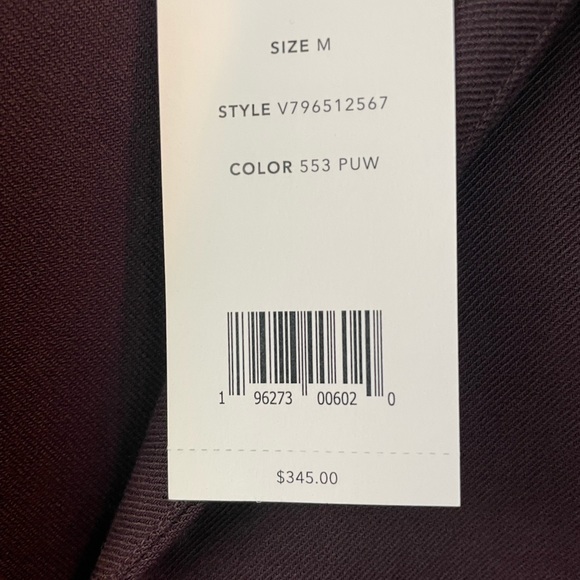 SIZE M
STYLE V796512567
COLOR 553 PUW
1 96273 00602 0
$345.00